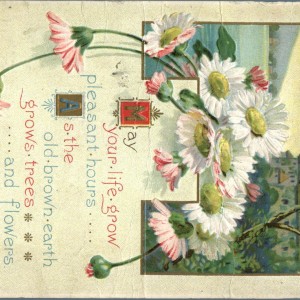 May
your·life·grow
pleasant·hours....
As·the
old·brown·earth
grows·trees
....and·flowers